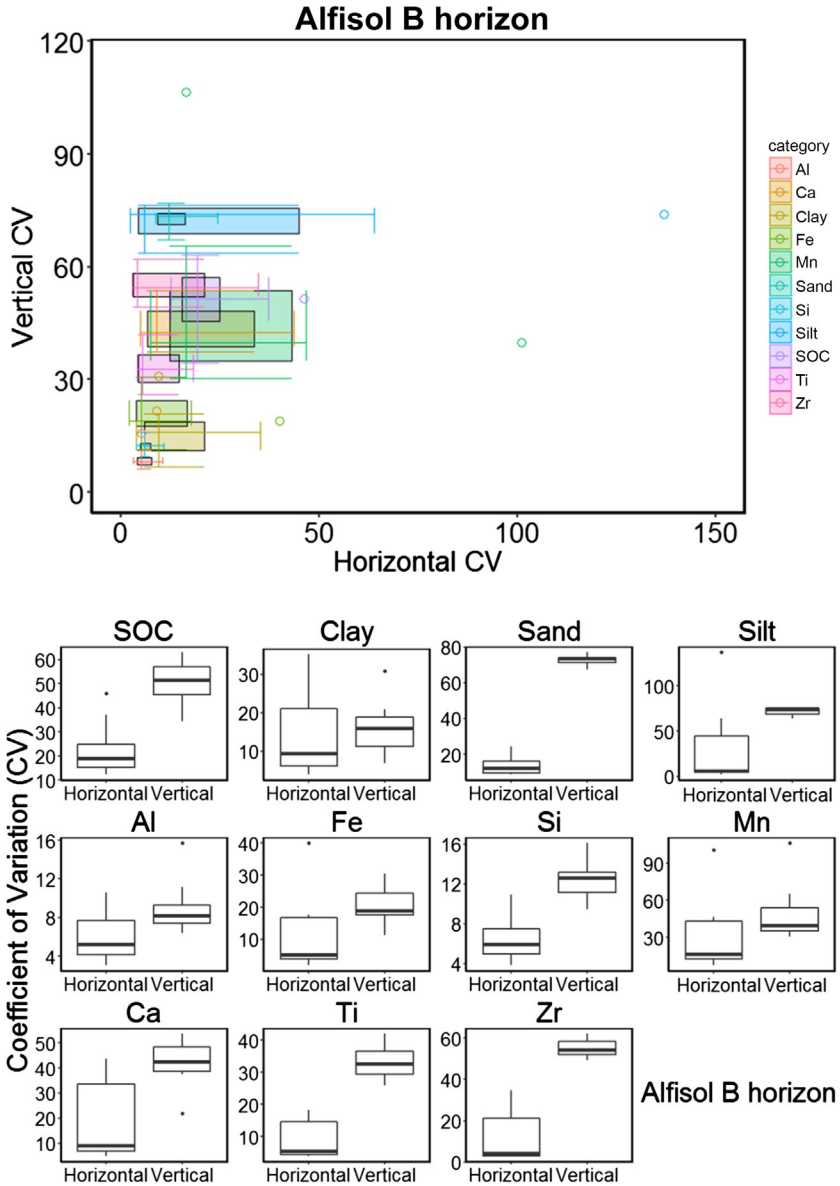 Alfisol B horizon
120
90
60
30
0
Vertical CV
0 50 100 150
Horizontal CV
category
Al
Ca
Clay
Fe
Mn
Sand
Si
Silt
SOC
Ti
Zr
Coefficient of Variation (CV)
SOC Clay Sand Silt
60
50
40
30
20
10
30
20
10
80
60
40
20
100
50
0
Horizontal Vertical Horizontal Vertical Horizontal Vertical Horizontal Vertical
Al Fe Si Mn
16
12
8
4
40
30
20
10
16
12
8
4
90
60
30
Horizontal Vertical Horizontal Vertical Horizontal Vertical Horizontal Vertical
Ca Ti Zr
50
40
30
20
10
40
30
20
10
60
40
20
0
Alfisol B horizon
Horizontal Vertical Horizontal Vertical Horizontal Vertical